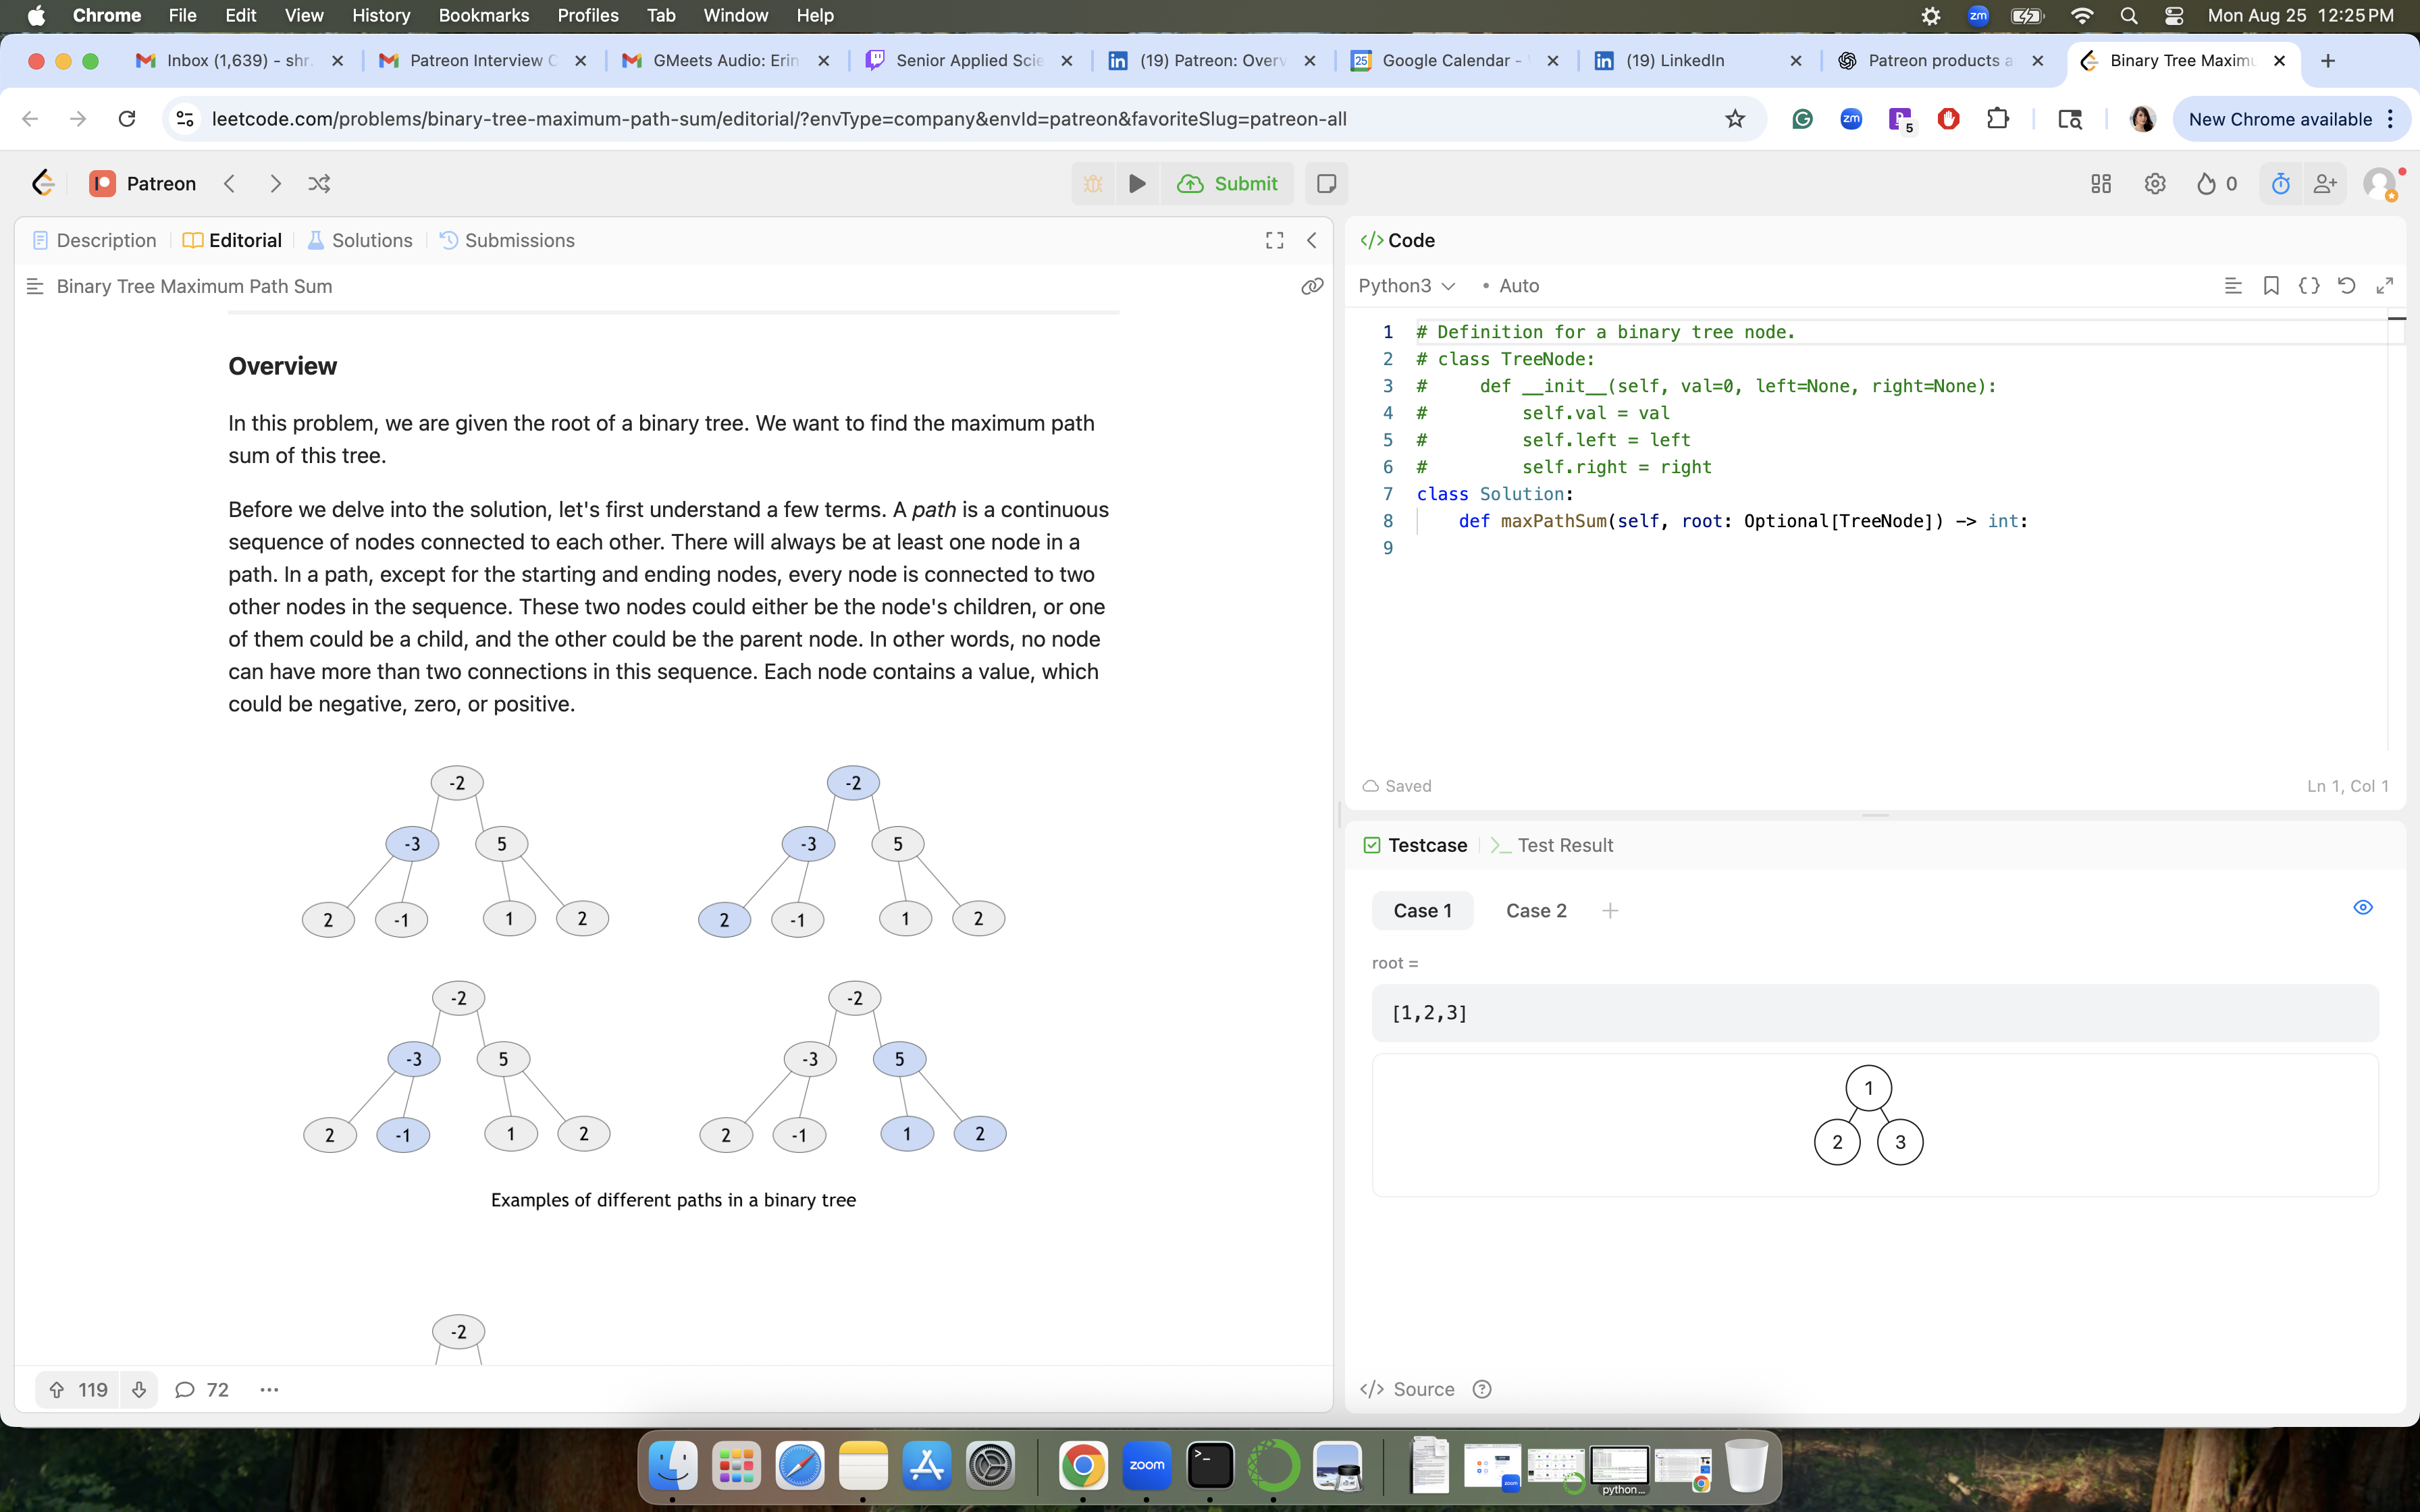 Chrome File Edit View History Bookmarks Profiles Tab Window Help zm Mon Aug 25 12:25 PM
Inbox (1,639) - shr Patreon Interview GMeets Audio: Erin Senior Applied Scie (19) Patreon: Overv 25 Google Calendar - (19) LinkedIn Patreon products a Binary Tree Maxim
leetcode.com/problems/binary-tree-maximum-path-sum/editorial/?envType=company&envId=patreon&favoriteSlug=patreon-all zm 5 New Chrome available
Patreon Submit 0
Description Editorial Solutions Submissions
Binary Tree Maximum Path Sum
Overview
In this problem, we are given the root of a binary tree. We want to find the maximum path
sum of this tree.
Before we delve into the solution, let's first understand a few terms. A path is a continuous
sequence of nodes connected to each other. There will always be at least one node in a
path. In a path, except for the starting and ending nodes, every node is connected to two
other nodes in the sequence. These two nodes could either be the node's children, or one
of them could be a child, and the other could be the parent node. In other words, no node
can have more than two connections in this sequence. Each node contains a value, which
could be negative, zero, or positive.
-2 -2
-3 5 -3 5
2 -1 1 2 2 -1 1 2
-2 -2
-3 5 -3 5
2 -1 1 2 2 -1 1 2
Examples of different paths in a binary tree
-2
119 72
Code
Python3 • Auto
1 # Definition for a binary tree node.
2 # class TreeNode:
3 #     def __init__(self, val=0, left=None, right=None):
4 #         self.val = val
5 #         self.left = left
6 #         self.right = right
7 class Solution:
8     def maxPathSum(self, root: Optional[TreeNode]) -> int:
9
Saved Ln 1, Col 1
Testcase Test Result
Case 1 Case 2
root =
[1,2,3]
1
2 3
Source
zoom python...